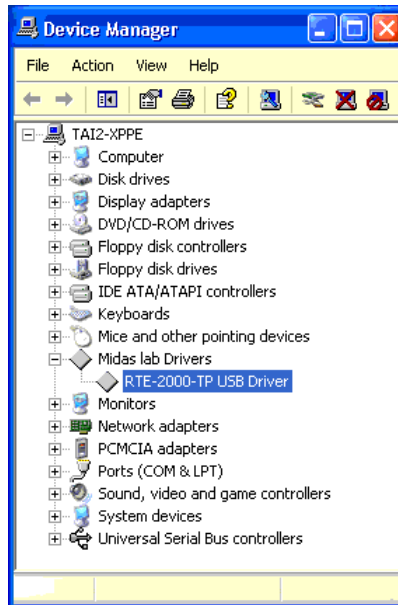 Device Manager
File Action View Help
TAI2-XPPE
Computer
Disk drives
Display adapters
DVD/CD-ROM drives
Floppy disk controllers
Floppy disk drives
IDE ATA/ATAPI controllers
Keyboards
Mice and other pointing devices
Midas lab Drivers
RTE-2000-TP USB Driver
Monitors
Network adapters
PCMCIA adapters
Ports (COM & LPT)
Sound, video and game controllers
System devices
Universal Serial Bus controllers